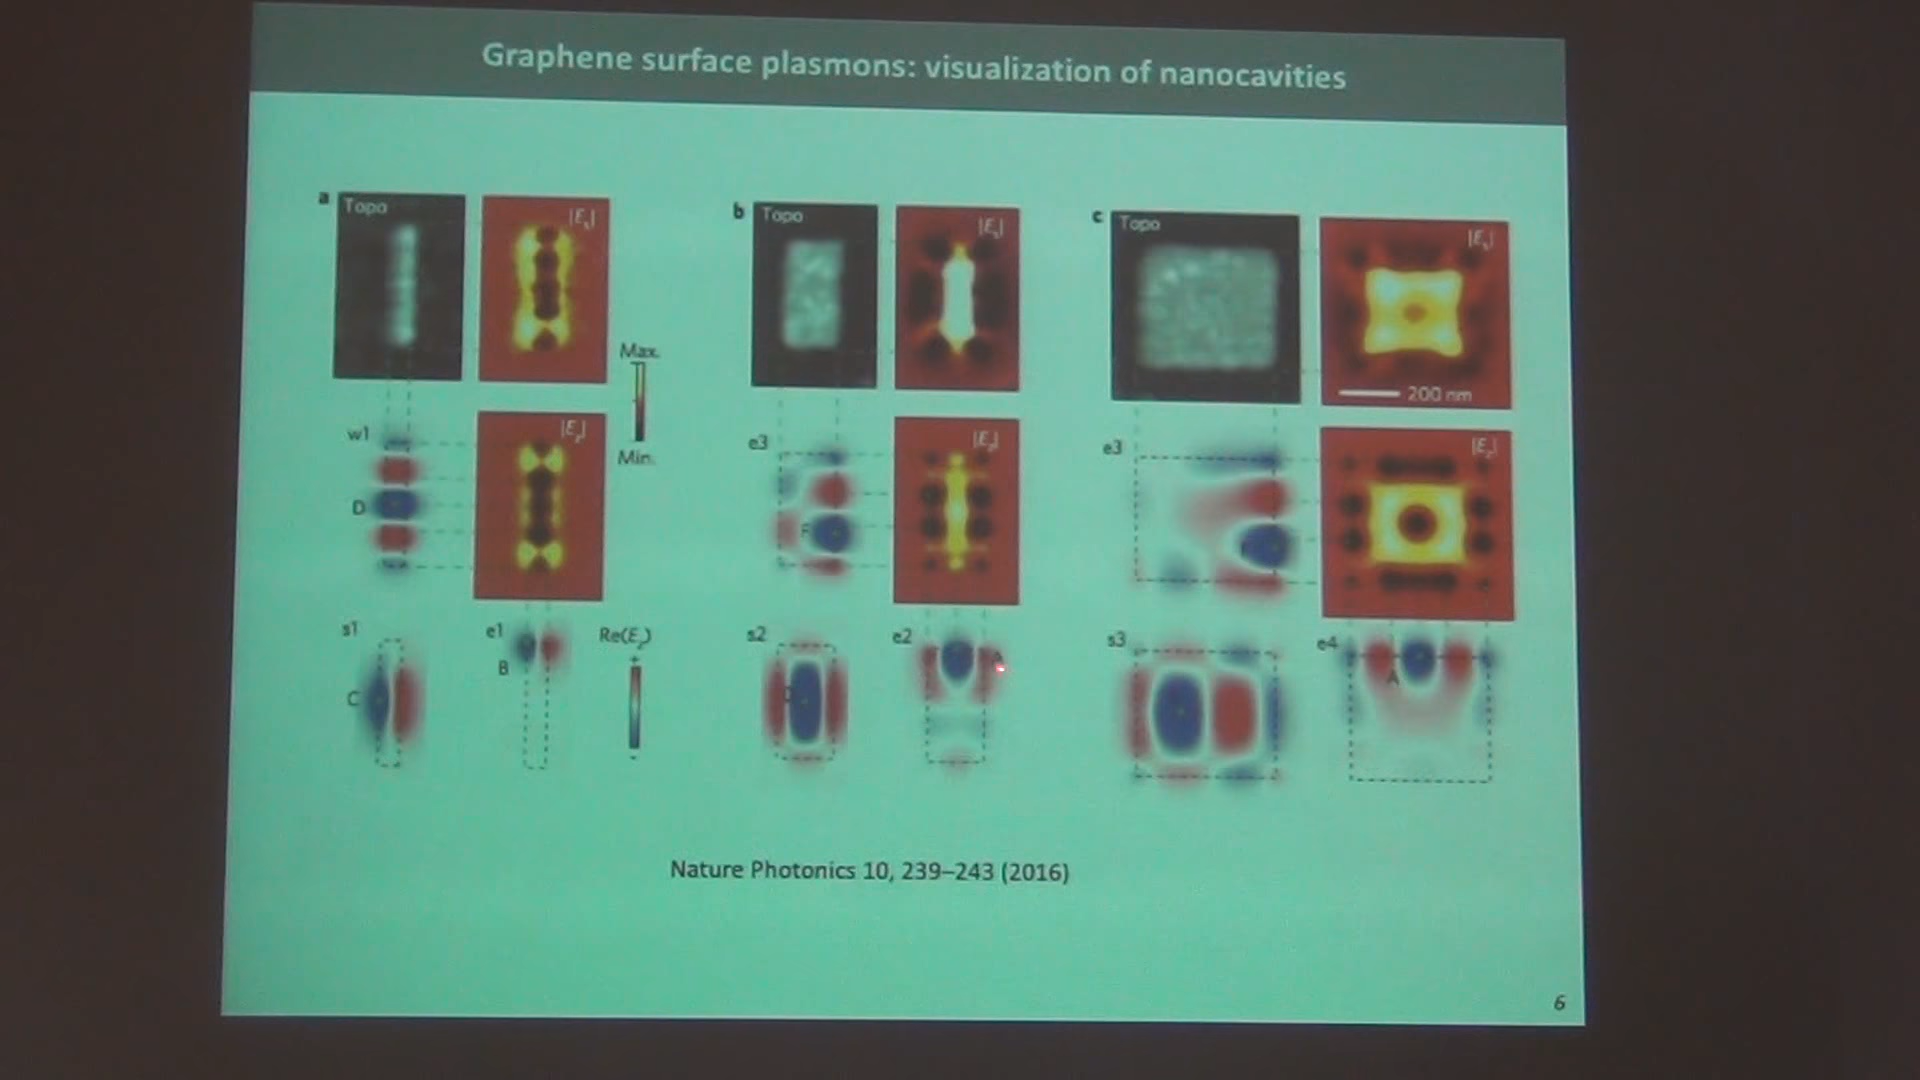 Graphene surface plasmons: visualization of nanocavities
a
Topo
|Es|
b
Topo
|Es|
c
Topo
|Es|
Max.
Min.
200 nm
w1
D
|Ez|
e3
F
|Ez|
e3
|Ez|
s1
C
e1
B
Re(Ez)
+
-
s2
e2
A
s3
e4
A
Nature Photonics 10, 239–243 (2016)
6